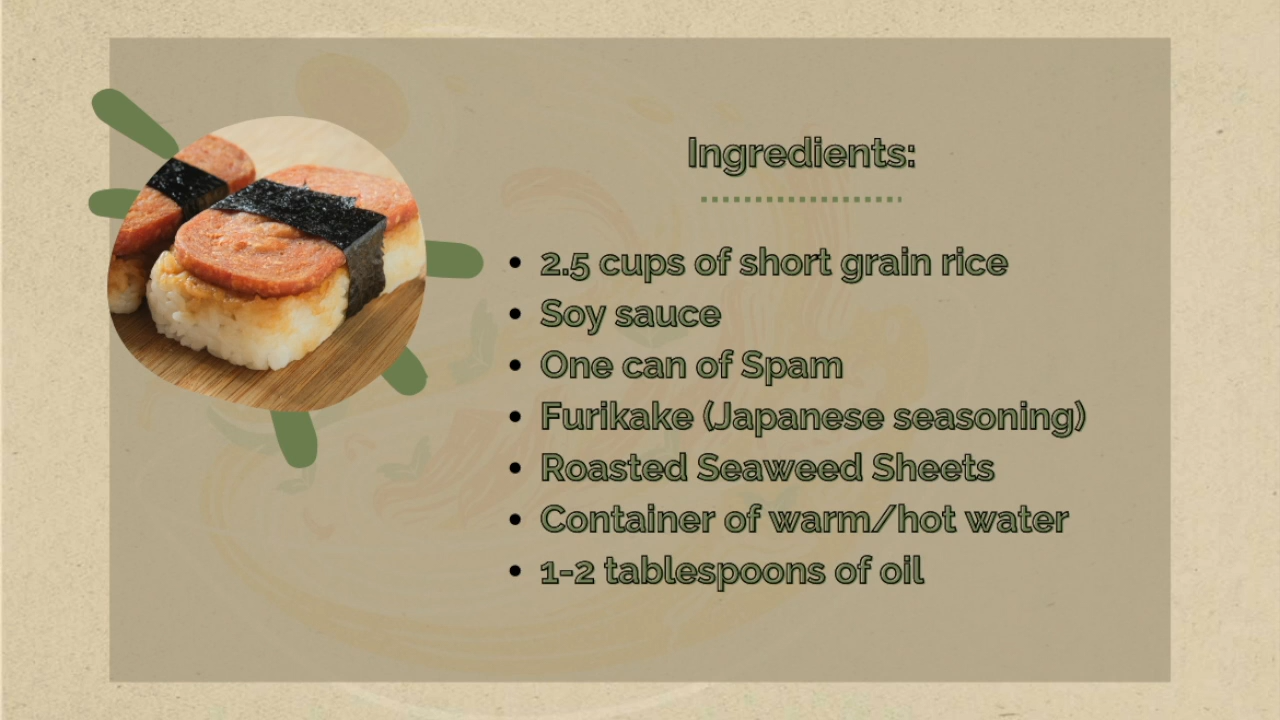 Ingredients:
• 2.5 cups of short grain rice
• Soy sauce
• One can of Spam
• Furikake (Japanese seasoning)
• Roasted Seaweed Sheets
• Container of warm/hot water
• 1-2 tablespoons of oil